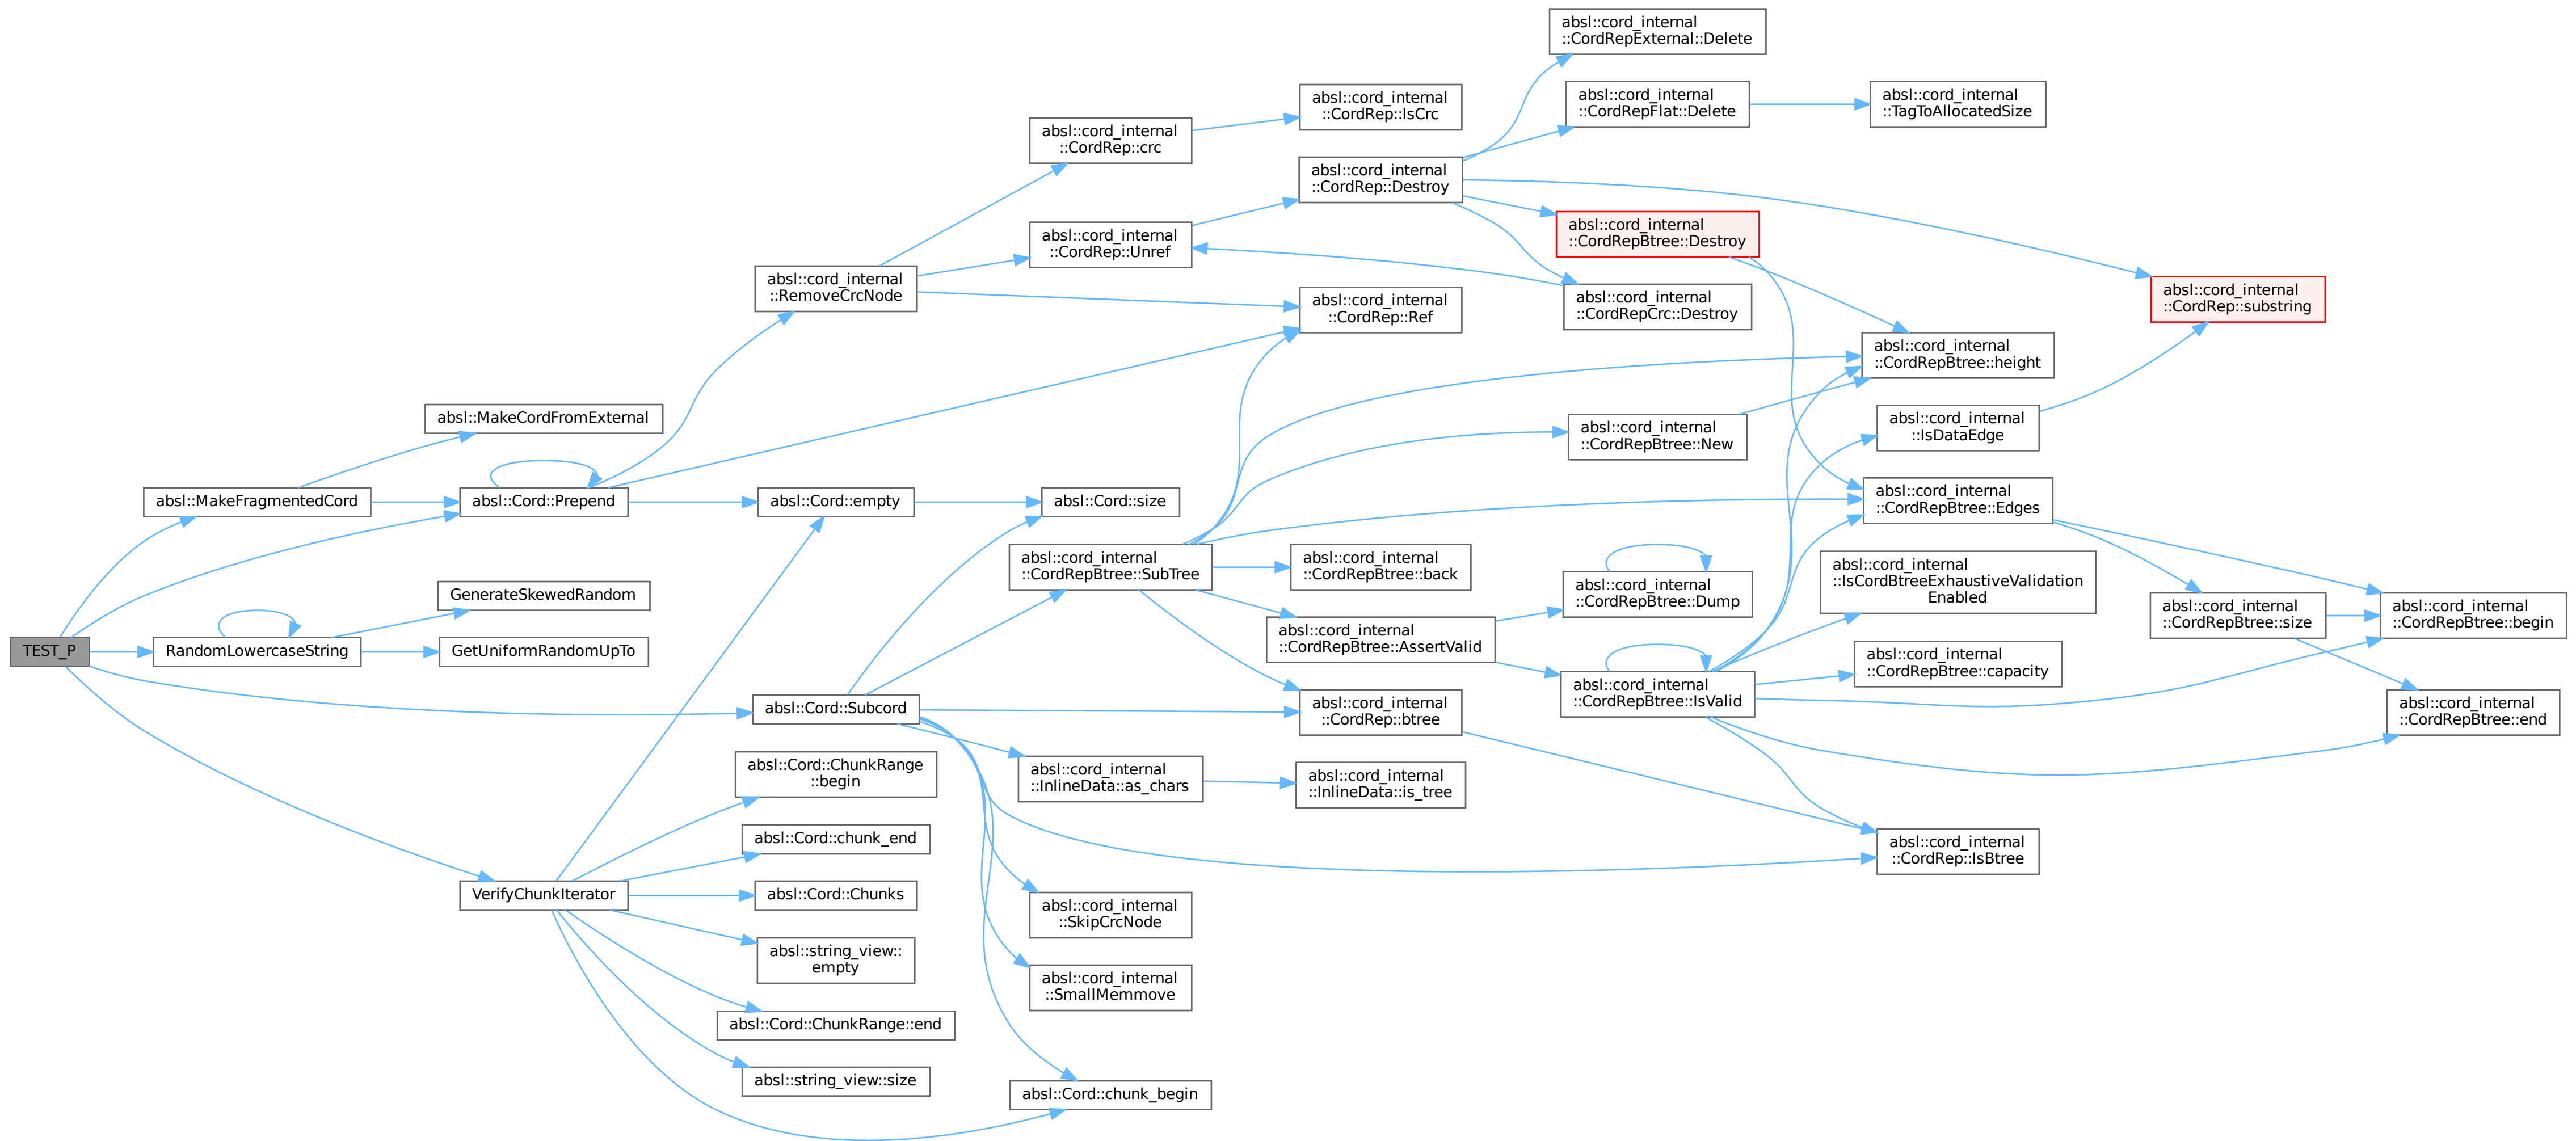 TEST_P
absl::MakeFragmentedCord
RandomLowercaseString
absl::MakeCordFromExternal
absl::Cord::Prepend
GenerateSkewedRandom
GetUniformRandomUpTo
VerifyChunkIterator
absl::cord_internal
::RemoveCrcNode
absl::Cord::empty
absl::Cord::Subcord
absl::Cord::ChunkRange
::begin
absl::Cord::chunk_end
absl::Cord::Chunks
absl::string_view::
empty
absl::Cord::ChunkRange::end
absl::string_view::size
absl::cord_internal
::CordRep::crc
absl::cord_internal
::CordRep::Unref
absl::Cord::size
absl::cord_internal
::CordRepBtree::SubTree
absl::cord_internal
::InlineData::as_chars
absl::cord_internal
::SkipCrcNode
absl::cord_internal
::SmallMemmove
absl::Cord::chunk_begin
absl::cord_internal
::CordRep::IsCrc
absl::cord_internal
::CordRep::Destroy
absl::cord_internal
::CordRep::Ref
absl::cord_internal
::CordRepBtree::back
absl::cord_internal
::CordRepBtree::AssertValid
absl::cord_internal
::CordRep::btree
absl::cord_internal
::InlineData::is_tree
absl::cord_internal
::CordRepExternal::Delete
absl::cord_internal
::CordRepFlat::Delete
absl::cord_internal
::CordRepBtree::Destroy
absl::cord_internal
::CordRepCrc::Destroy
absl::cord_internal
::CordRepBtree::New
absl::cord_internal
::CordRepBtree::Dump
absl::cord_internal
::CordRepBtree::IsValid
absl::cord_internal
::TagToAllocatedSize
absl::cord_internal
::CordRepBtree::height
absl::cord_internal
::IsDataEdge
absl::cord_internal
::CordRepBtree::Edges
absl::cord_internal
::IsCordBtreeExhaustiveValidation
Enabled
absl::cord_internal
::CordRepBtree::capacity
absl::cord_internal
::CordRep::IsBtree
absl::cord_internal
::CordRep::substring
absl::cord_internal
::CordRepBtree::size
absl::cord_internal
::CordRepBtree::begin
absl::cord_internal
::CordRepBtree::end